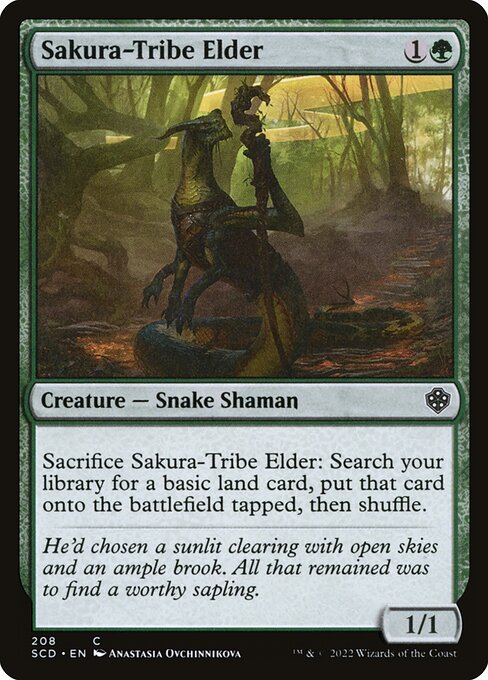 Sakura-Tribe Elder 1
Creature — Snake Shaman
Sacrifice Sakura-Tribe Elder: Search your
library for a basic land card, put that card
onto the battlefield tapped, then shuffle.
He'd chosen a sunlit clearing with open skies
and an ample brook. All that remained was
to find a worthy sapling.
1/1
208 C
SCD • EN Anastasia Ovchinnikova ™ & © 2022 Wizards of the Coast